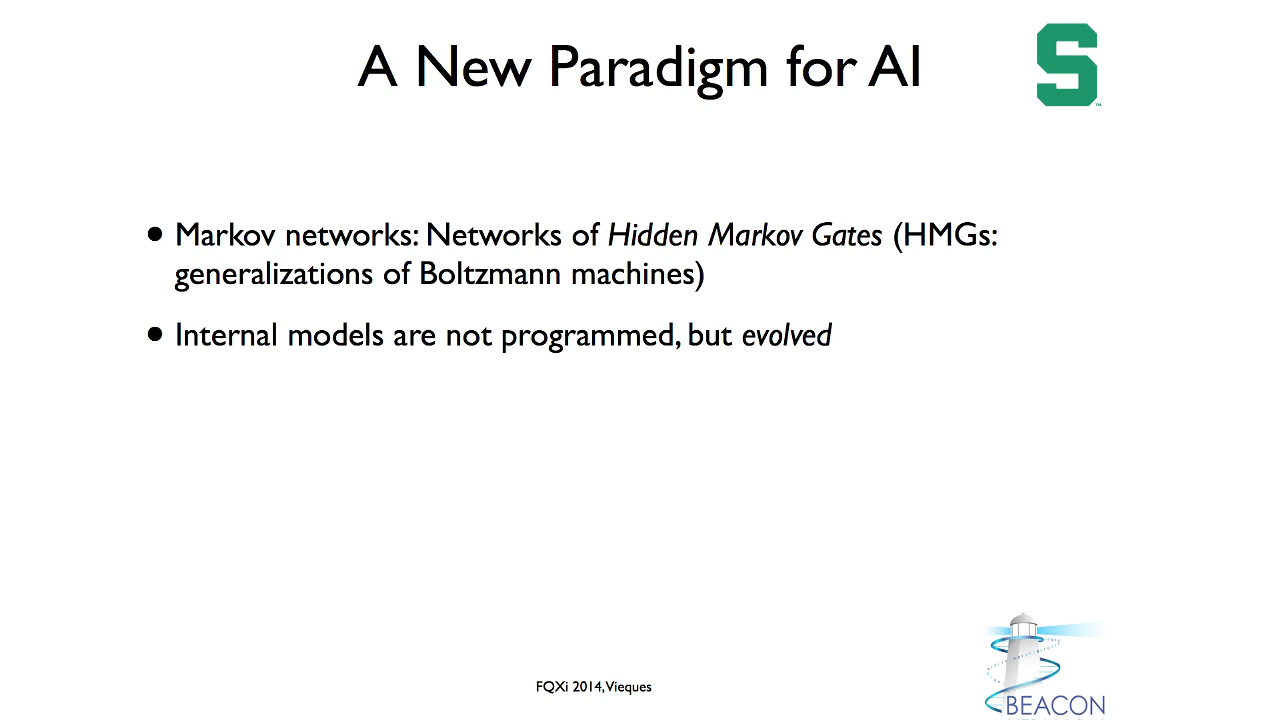 A New Paradigm for AI
S
• Markov networks: Networks of Hidden Markov Gates (HMGs:
generalizations of Boltzmann machines)
• Internal models are not programmed, but evolved
FQXi 2014, Vieques
BEACON